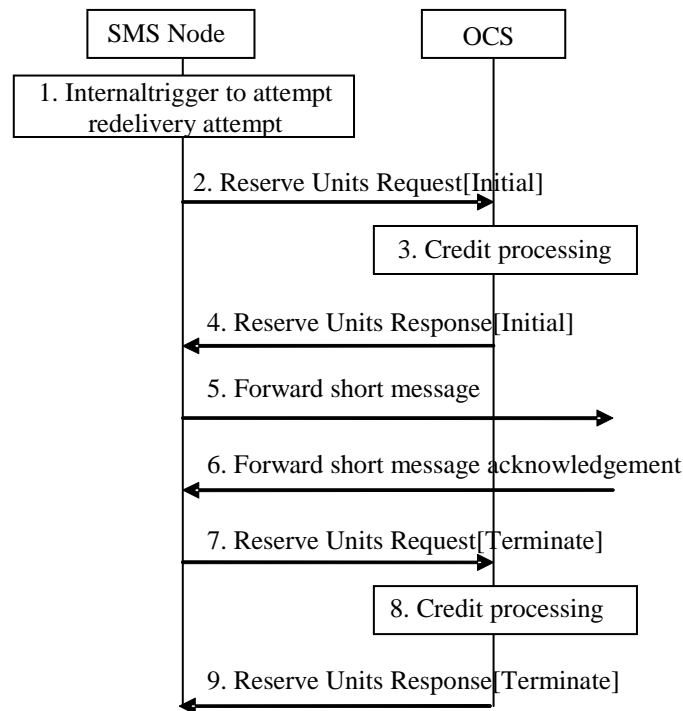 SMS Node
OCS
1. Internaltrigger to attempt
redelivery attempt
2. Reserve Units Request[Initial]
3. Credit processing
4. Reserve Units Response[Initial]
5. Forward short message
6. Forward short message acknowledgement
7. Reserve Units Request[Terminate]
8. Credit processing
9. Reserve Units Response[Terminate]